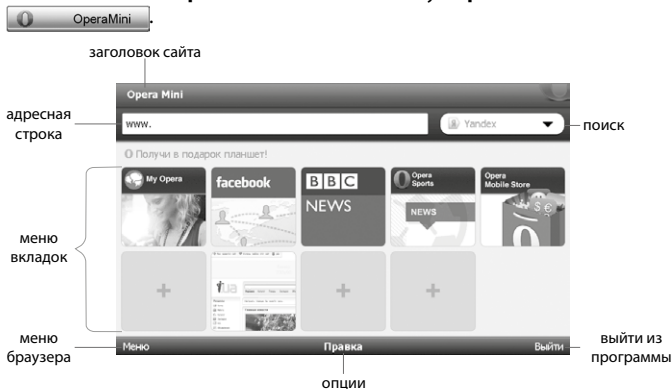 OperaMini .
заголовок сайта
Opera Mini
адресная
строка
www.
Yandex
поиск
Получи в подарок планшет!
My Opera
facebook
BBC
NEWS
Opera
Sports
NEWS
Opera
Mobile Store
меню
вкладок
ua
меню
браузера
Меню
Правка
Выйти
выйти из
программы
опции